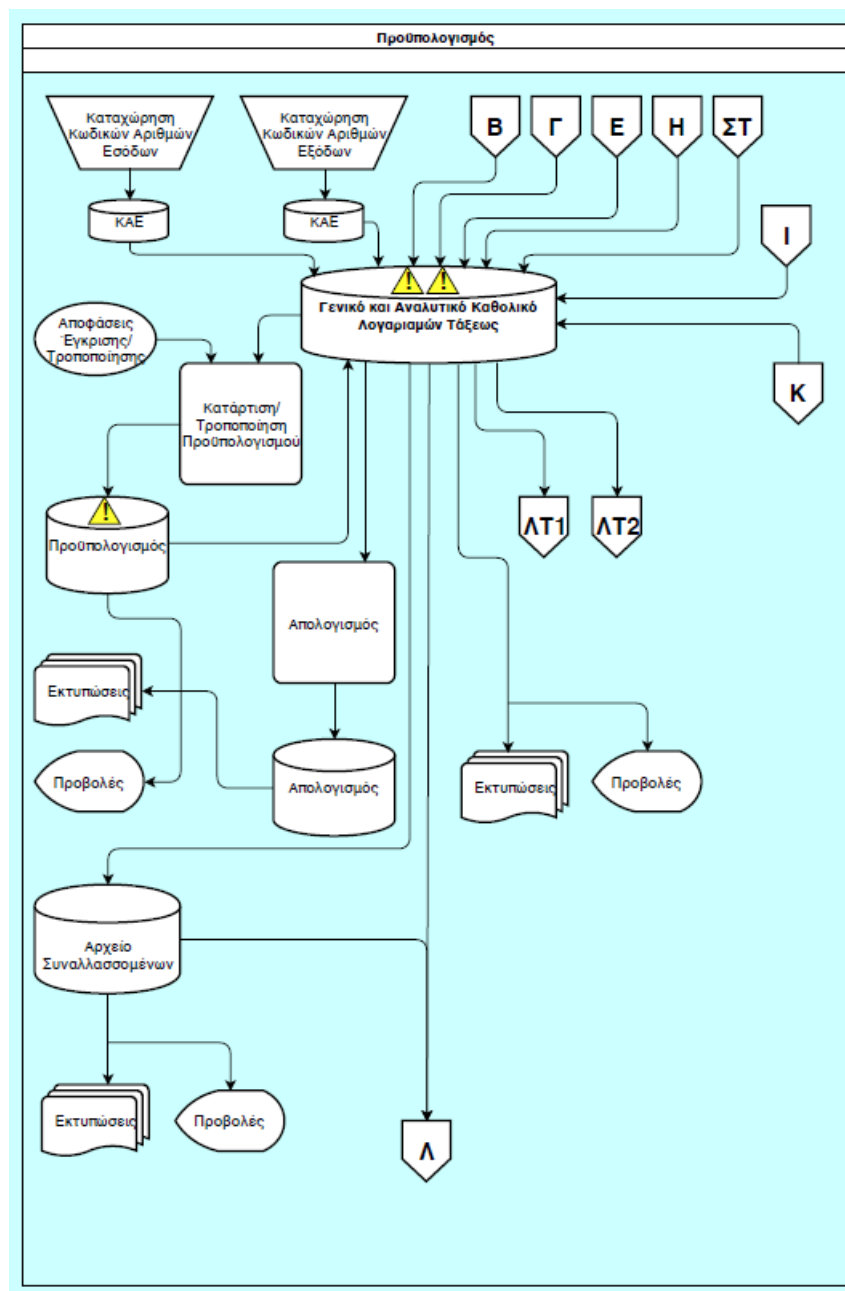 Προϋπολογισμός
Καταχώρηση
Κωδικών Αριθμών
Εσόδων
Καταχώρηση
Κωδικών Αριθμών
Εξόδων
Β
Γ
Ε
Η
ΣΤ
ΚΑΕ
ΚΑΕ
Ι
Γενικό και Αναλυτικό Καθολικό
Λογαριασμών Τάξεως
Αποφάσεις
Έγκρισης/
Τροποποίησης
Κ
Κατάρτιση/
Τροποποίηση
Προϋπολογισμού
ΛΤ1
ΛΤ2
Προϋπολογισμός
Απολογισμός
Εκτυπώσεις
Προβολές
Απολογισμός
Εκτυπώσεις
Προβολές
Αρχείο
Συναλλασσομένων
Εκτυπώσεις
Προβολές
Λ